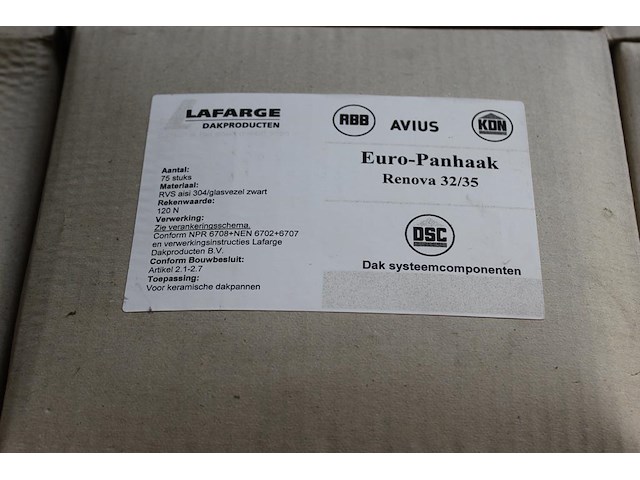 LAFARGE
DAKPRODUCTEN
Aantal:
75 stuks
Materiaal:
RVS aisi 304/glasvezel zwart
Rekenwaarde:
120 N
Verwerking:
Zie verankeringsschema.
Conform NPR 6708+NEN 6702+6707
en verwerkingsinstructies Lafarge
Dakproducten B.V.
Conform Bouwbesluit:
Artikel 2.1-2.7
Toepassing:
Voor keramische dakpannen
RBB AVIUS KDN
Euro-Panhaak
Renova 32/35
DSC
Dak systeemcomponenten